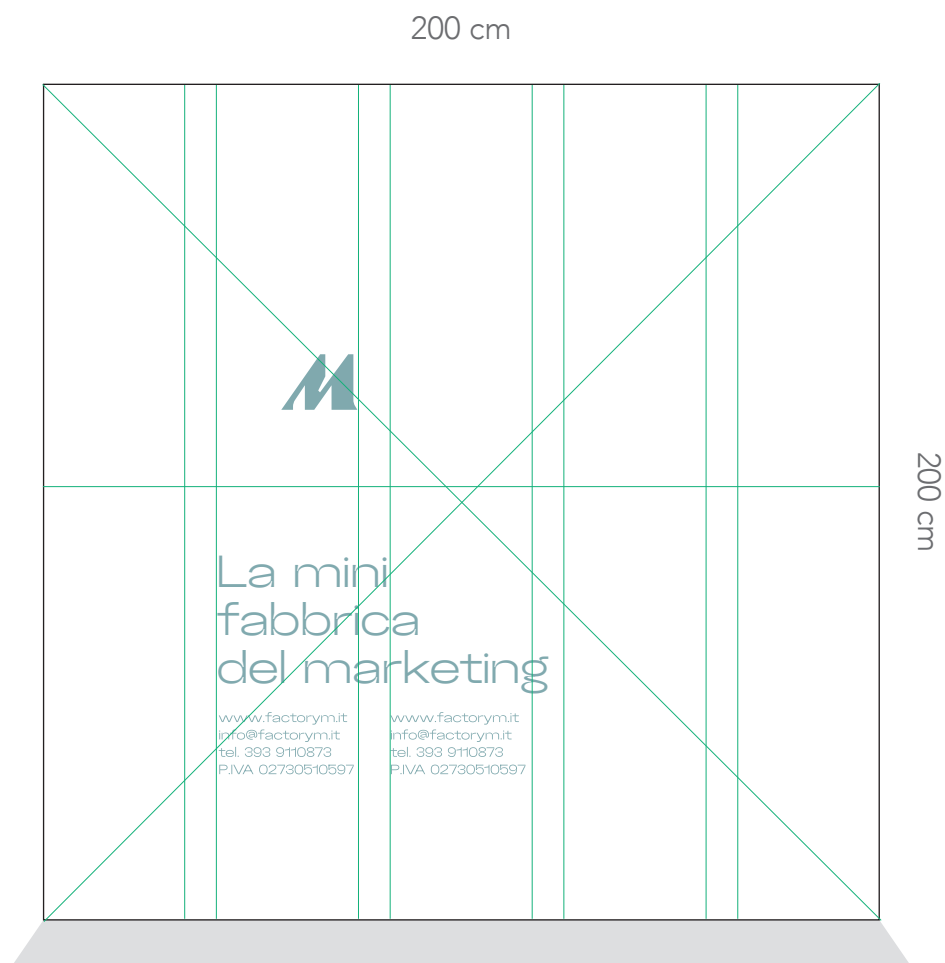 200 cm
200 cm
La mini
fabbrica
del marketing
www.factorym.it
info@factorym.it
tel. 393 9110873
P.IVA 02730510597
www.factorym.it
info@factorym.it
tel. 393 9110873
P.IVA 02730510597